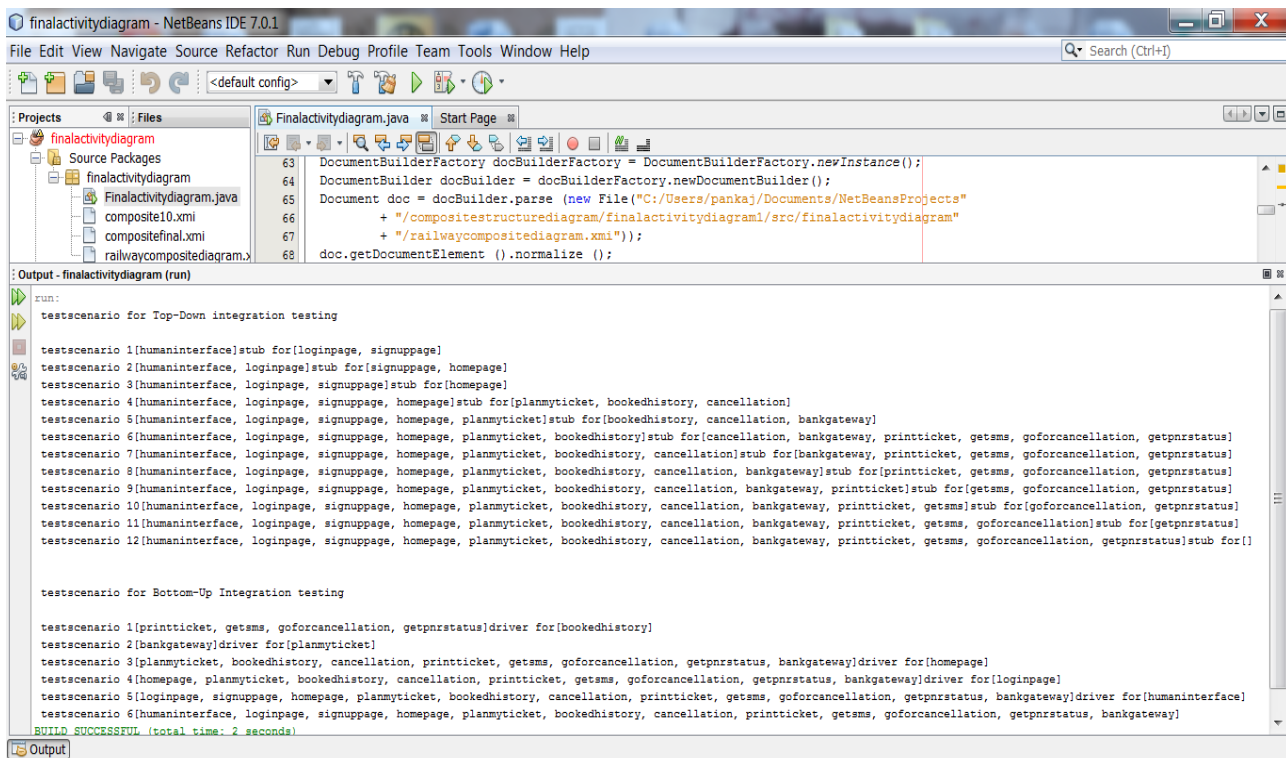 finalactivitydiagram - NetBeans IDE 7.0.1
File Edit View Navigate Source Refactor Run Debug Profile Team Tools Window Help
Search (Ctrl+I)
<default config>
Projects
Files
Finalactivitydiagram.java
Start Page
finalactivitydiagram
Source Packages
finalactivitydiagram
Finalactivitydiagram.java
composite10.xmi
compositefinal.xmi
railwaycompositediagram.x
63 DocumentBuilderFactory docBuilderFactory = DocumentBuilderFactory.newInstance();
64 DocumentBuilder docBuilder = docBuilderFactory.newDocumentBuilder();
65 Document doc = docBuilder.parse (new File("C:/Users/pankaj/Documents/NetBeansProjects"
66 + "/compositestructurediagram/finalactivitydiagram1/src/finalactivitydiagram"
67 + "/railwaycompositediagram.xmi"));
68 doc.getDocumentElement ().normalize ();
Output - finalactivitydiagram (run)
run:
testscenario for Top-Down integration testing
testscenario 1[humaninterface]stub for[loginpage, signuppage]
testscenario 2[humaninterface, loginpage]stub for[signuppage, homepage]
testscenario 3[humaninterface, loginpage, signuppage]stub for[homepage]
testscenario 4[humaninterface, loginpage, signuppage, homepage]stub for[planmyticket, bookedhistory, cancellation]
testscenario 5[humaninterface, loginpage, signuppage, homepage, planmyticket]stub for[bookedhistory, cancellation, bankgateway]
testscenario 6[humaninterface, loginpage, signuppage, homepage, planmyticket, bookedhistory]stub for[cancellation, bankgateway, printticket, getsms, goforcancellation, getpnrstatus]
testscenario 7[humaninterface, loginpage, signuppage, homepage, planmyticket, bookedhistory, cancellation]stub for[bankgateway, printticket, getsms, goforcancellation, getpnrstatus]
testscenario 8[humaninterface, loginpage, signuppage, homepage, planmyticket, bookedhistory, cancellation, bankgateway]stub for[printticket, getsms, goforcancellation, getpnrstatus]
testscenario 9[humaninterface, loginpage, signuppage, homepage, planmyticket, bookedhistory, cancellation, bankgateway, printticket]stub for[getsms, goforcancellation, getpnrstatus]
testscenario 10[humaninterface, loginpage, signuppage, homepage, planmyticket, bookedhistory, cancellation, bankgateway, printticket, getsms]stub for[goforcancellation, getpnrstatus]
testscenario 11[humaninterface, loginpage, signuppage, homepage, planmyticket, bookedhistory, cancellation, bankgateway, printticket, getsms, goforcancellation]stub for[getpnrstatus]
testscenario 12[humaninterface, loginpage, signuppage, homepage, planmyticket, bookedhistory, cancellation, bankgateway, printticket, getsms, goforcancellation, getpnrstatus]stub for[]
testscenario for Bottom-Up Integration testing
testscenario 1[printticket, getsms, goforcancellation, getpnrstatus]driver for[bookedhistory]
testscenario 2[bankgateway]driver for[planmyticket]
testscenario 3[planmyticket, bookedhistory, cancellation, printticket, getsms, goforcancellation, getpnrstatus, bankgateway]driver for[homepage]
testscenario 4[homepage, planmyticket, bookedhistory, cancellation, printticket, getsms, goforcancellation, getpnrstatus, bankgateway]driver for[loginpage]
testscenario 5[loginpage, signuppage, homepage, planmyticket, bookedhistory, cancellation, printticket, getsms, goforcancellation, getpnrstatus, bankgateway]driver for[humaninterface]
testscenario 6[humaninterface, loginpage, signuppage, homepage, planmyticket, bookedhistory, cancellation, printticket, getsms, goforcancellation, getpnrstatus, bankgateway]
BUILD SUCCESSFUL (total time: 2 seconds)
Output